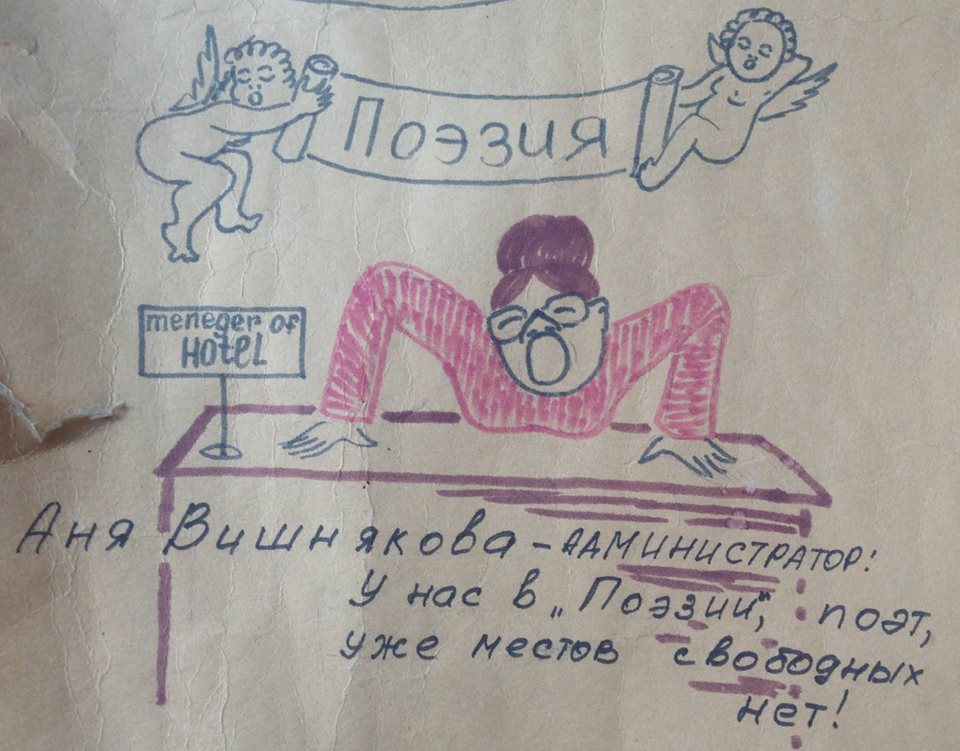 Поэзия
meneger of
HOtEL
Аня Вишнякова – АДМИНИСТРАТОР:
У нас в „Поэзии“, поэт,
уже местов свободных
нет!